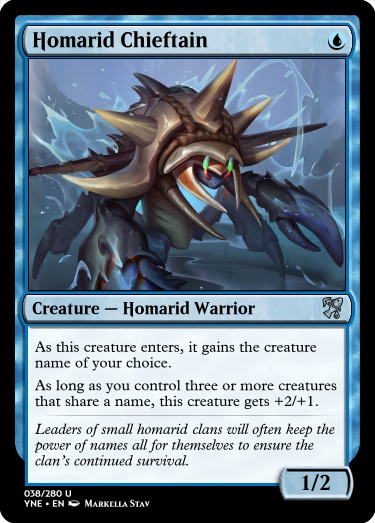 Homarid Chieftain
Creature — Homarid Warrior
As this creature enters, it gains the creature
name of your choice.
As long as you control three or more creatures
that share a name, this creature gets +2/+1.
Leaders of small homarid clans will often keep the
power of names all for themselves to ensure the
clan's continued survival.
1/2
038/280 U
YNE • EN Markella Stav